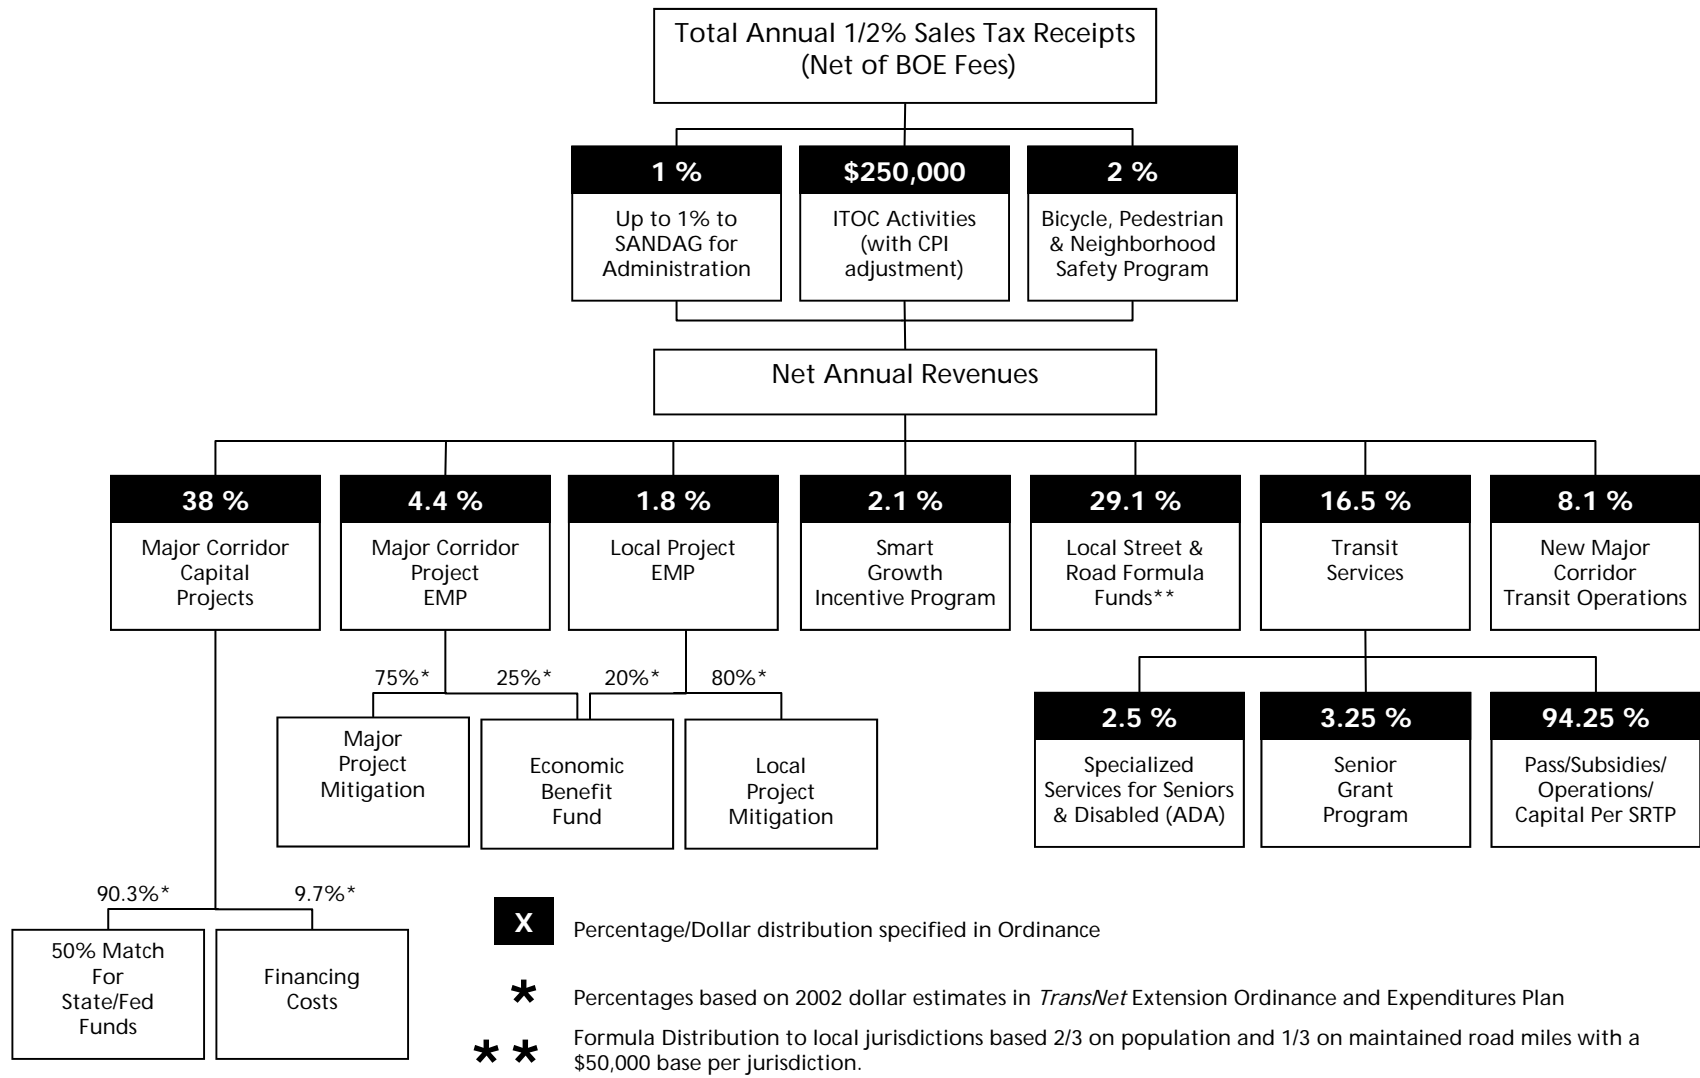 Total Annual 1/2% Sales Tax Receipts
(Net of BOE Fees)
1 %
Up to 1% to
SANDAG for
Administration
$250,000
ITOC Activities
(with CPI
adjustment)
2 %
Bicycle, Pedestrian
& Neighborhood
Safety Program
Net Annual Revenues
38 %
Major Corridor
Capital
Projects
4.4 %
Major Corridor
Project
EMP
1.8 %
Local Project
EMP
2.1 %
Smart
Growth
Incentive Program
29.1 %
Local Street &
Road Formula
Funds**
16.5 %
Transit
Services
8.1 %
New Major
Corridor
Transit Operations
75%*
25%*
20%*
80%*
Major
Project
Mitigation
Economic
Benefit
Fund
Local
Project
Mitigation
2.5 %
Specialized
Services for Seniors
& Disabled (ADA)
3.25 %
Senior
Grant
Program
94.25 %
Pass/Subsidies/
Operations/
Capital Per SRTP
90.3%*
9.7%*
50% Match
For
State/Fed
Funds
Financing
Costs
X Percentage/Dollar distribution specified in Ordinance
* Percentages based on 2002 dollar estimates in TransNet Extension Ordinance and Expenditures Plan
** Formula Distribution to local jurisdictions based 2/3 on population and 1/3 on maintained road miles with a
$50,000 base per jurisdiction.